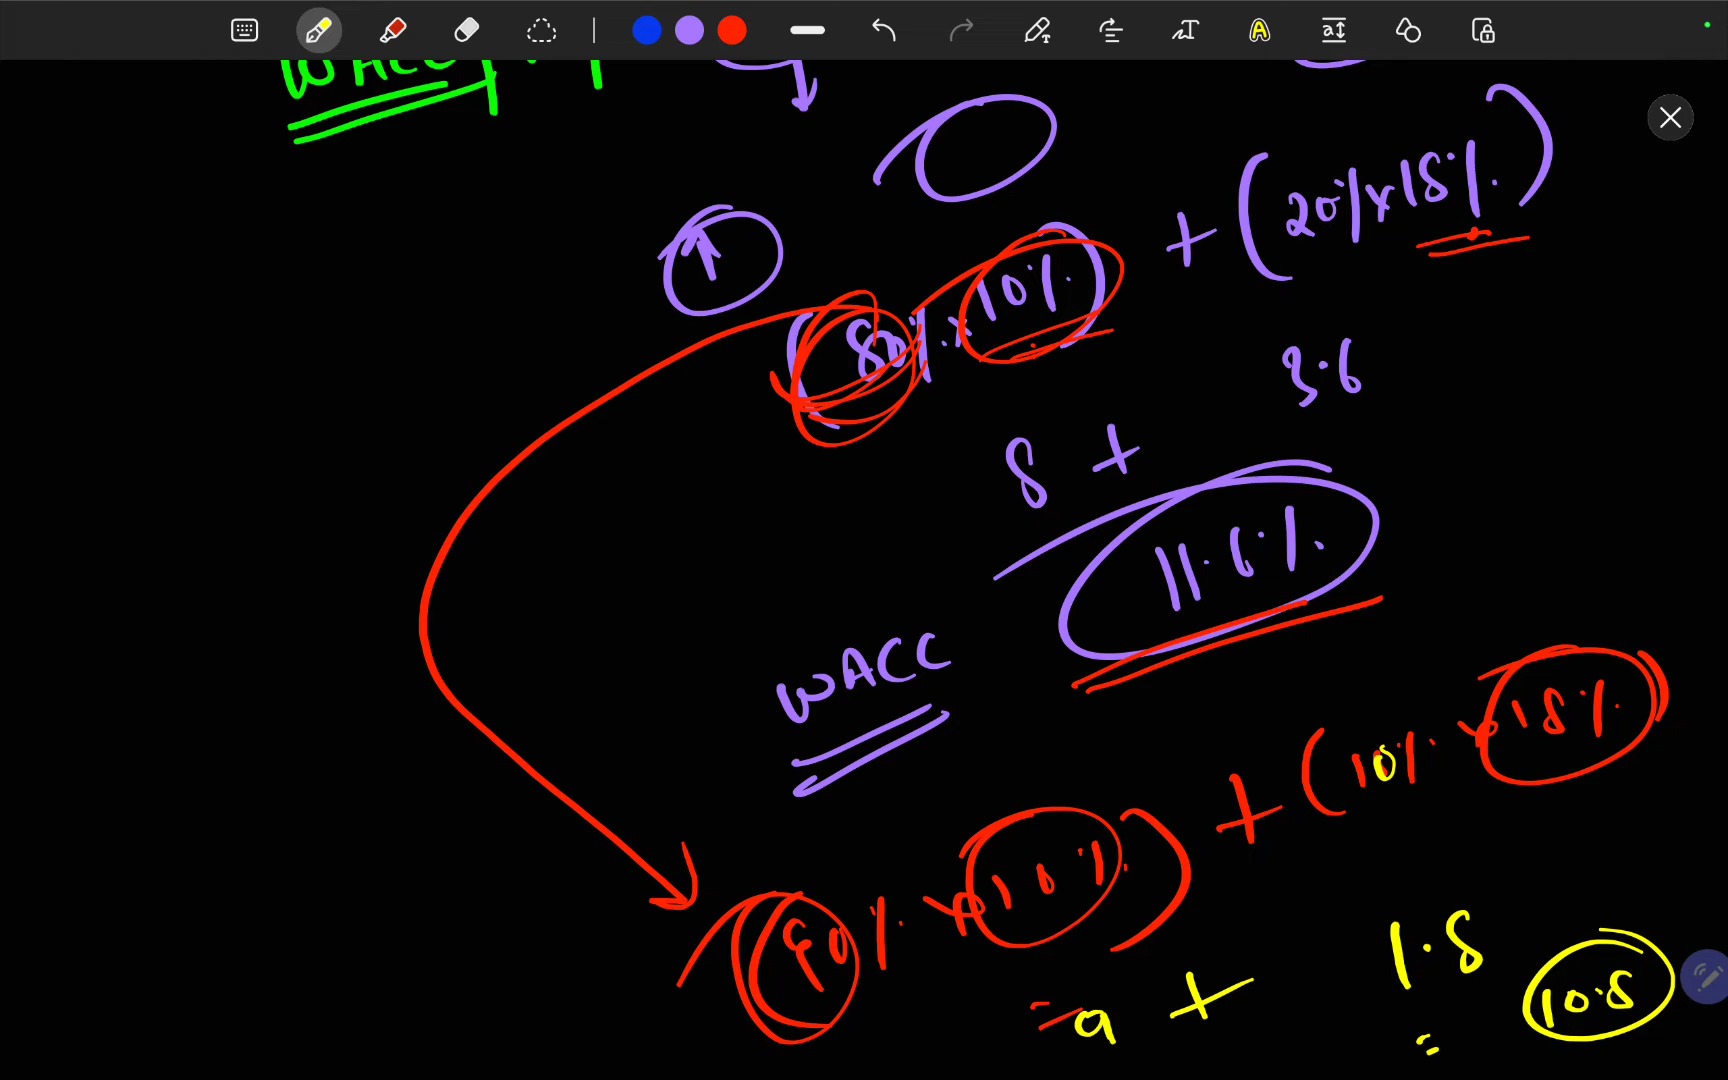 WACC
(80% x 10%) + (20% x 18%)
8 + 3.6
11.6%
WACC
90% x 10%) + (10% x 18%)
= 9 + 1.8
= 10.8